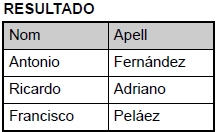 RESULTADO
Nom Apell
Antonio Fernández
Ricardo Adriano
Francisco Peláez